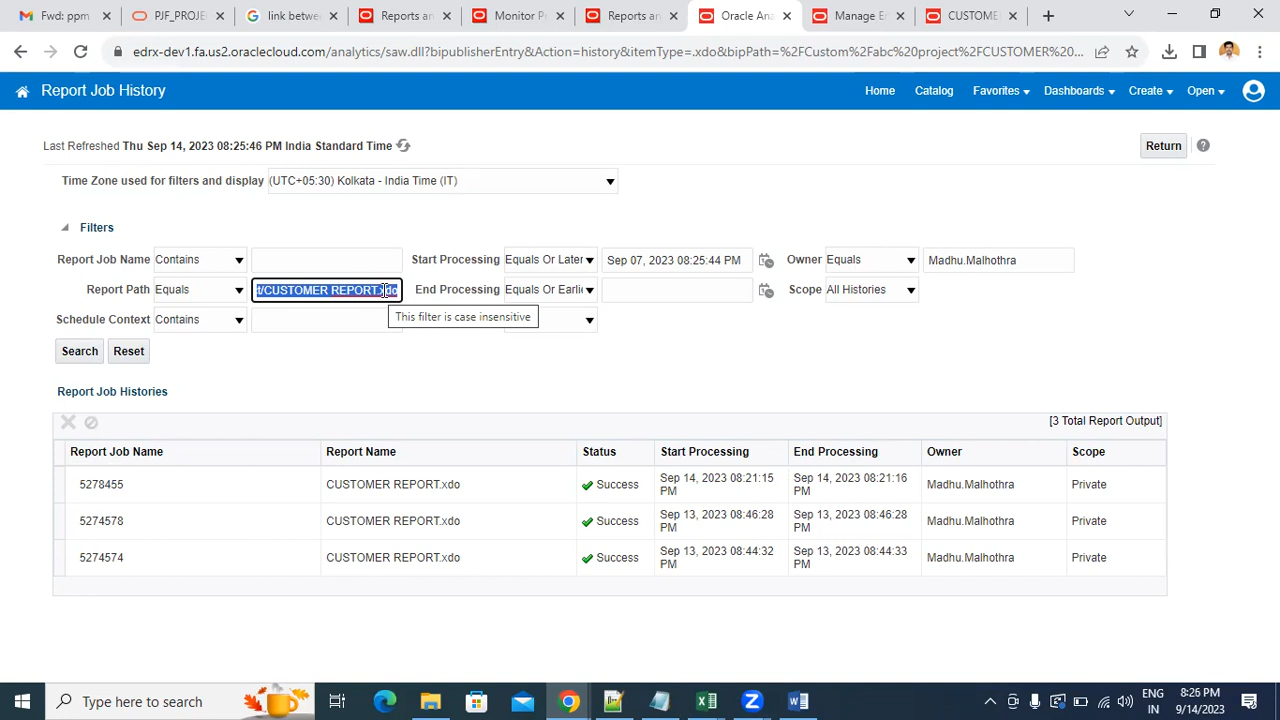 Fwd: ppm
PJF_PROJE
link betwe
Reports an
Monitor P
Reports an
Oracle Ana
Manage E
CUSTOME
edrx-dev1.fa.us2.oraclecloud.com/analytics/saw.dll?bipublisherEntry&Action=history&itemType=.xdo&bipPath=%2FCustom%2Fabc%20project%2FCUSTOMER%20...
Report Job History
Home
Catalog
Favorites
Dashboards
Create
Open
Last Refreshed Thu Sep 14, 2023 08:25:46 PM India Standard Time
Return
Time Zone used for filters and display (UTC+05:30) Kolkata - India Time (IT)
Filters
Report Job Name Contains Start Processing Equals Or Later Sep 07, 2023 08:25:44 PM Owner Equals Madhu.Malhothra
Report Path Equals t/CUSTOMER REPORT.xdo End Processing Equals Or Earlie Scope All Histories
This filter is case insensitive
Schedule Context Contains
Search Reset
Report Job Histories
[3 Total Report Output]
Report Job Name Report Name Status Start Processing End Processing Owner Scope
5278455 CUSTOMER REPORT.xdo Success Sep 14, 2023 08:21:15 PM Sep 14, 2023 08:21:16 PM Madhu.Malhothra Private
5274578 CUSTOMER REPORT.xdo Success Sep 13, 2023 08:46:28 PM Sep 13, 2023 08:46:28 PM Madhu.Malhothra Private
5274574 CUSTOMER REPORT.xdo Success Sep 13, 2023 08:44:32 PM Sep 13, 2023 08:44:33 PM Madhu.Malhothra Private
Type here to search
ENG
IN
8:26 PM
9/14/2023